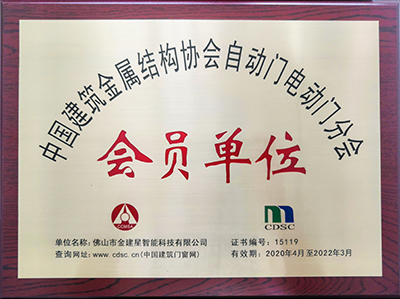 中国建筑金属结构协会自动门电动门分会
会员单位
CCMSA
CDSC
单位名称:佛山市金建星智能科技有限公司
证书编号:15119
查询网址:www.cdsc.cn(中国建筑门窗网)
有效期:2020年4月至2022年3月